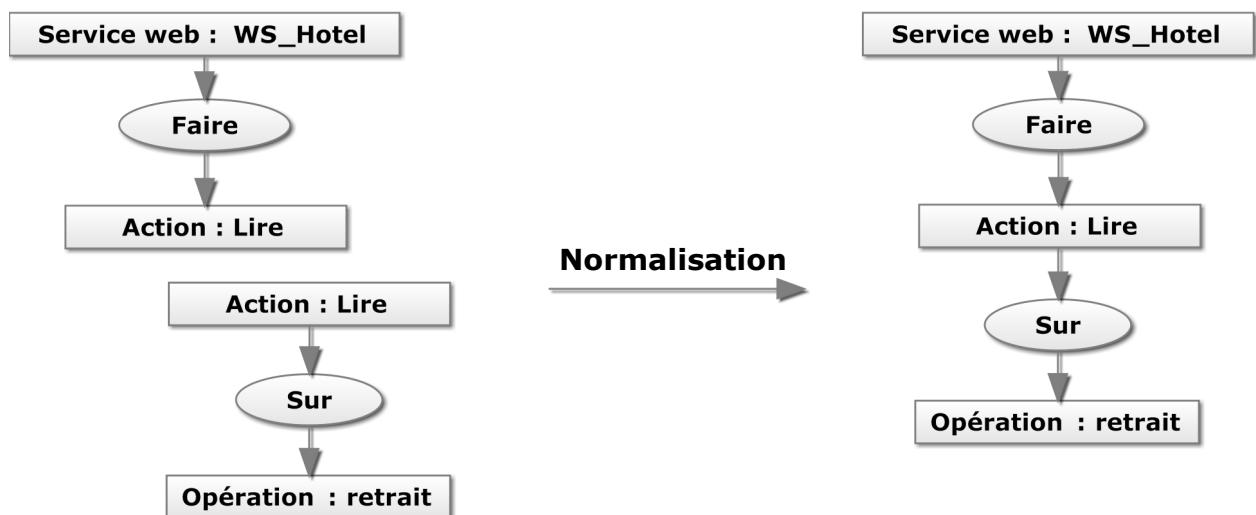 Service web :  WS_Hotel
Faire
Action : Lire
Action : Lire
Sur
Opération  : retrait
Normalisation
Service web :  WS_Hotel
Faire
Action : Lire
Sur
Opération  : retrait